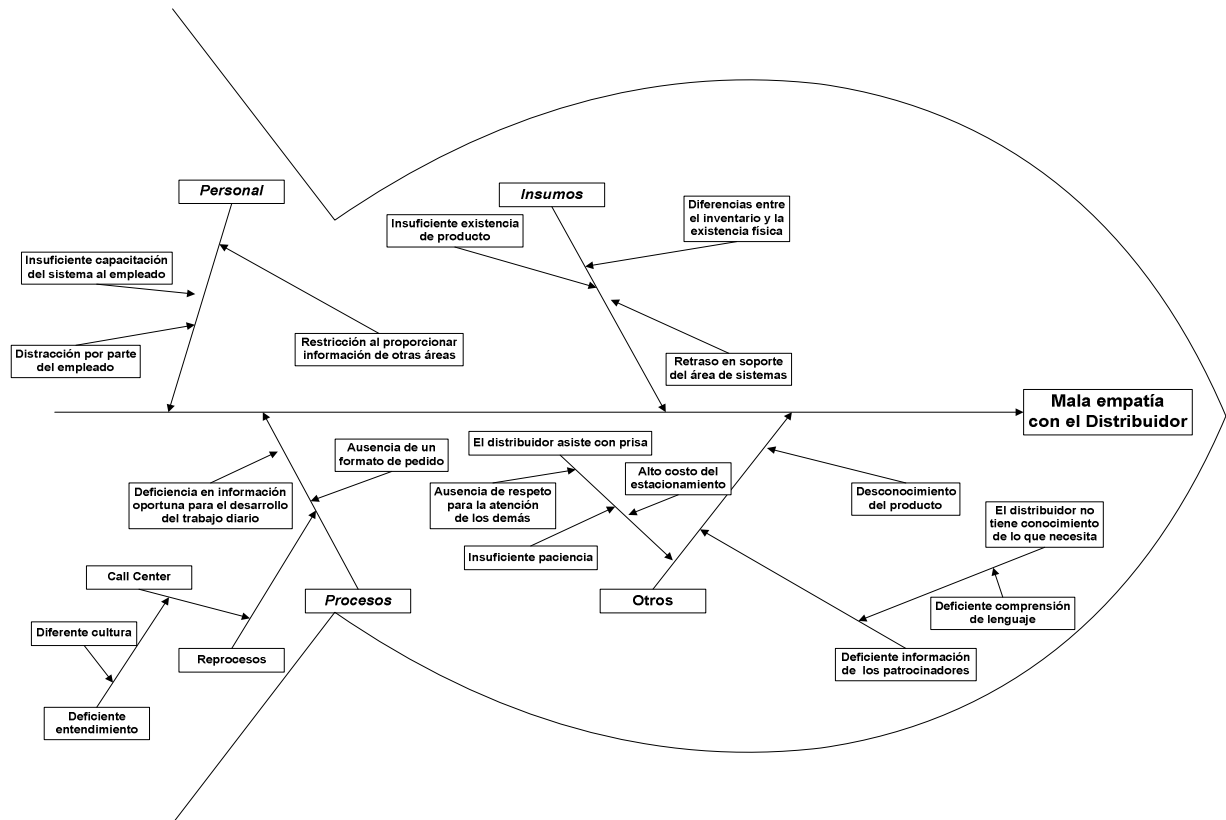 Personal
Insumos
Diferencias entre
el inventario y la
existencia física
Insuficiente existencia
de producto
Insuficiente capacitación
del sistema al empleado
Restricción al proporcionar
información de otras áreas
Distracción por parte
del empleado
Retraso en soporte
del área de sistemas
Mala empatía
con el Distribuidor
Ausencia de un
formato de pedido
El distribuidor asiste con prisa
Alto costo del
estacionamiento
Deficiencia en información
oportuna para el desarrollo
del trabajo diario
Ausencia de respeto
para la atención
de los demás
Desconocimiento
del producto
El distribuidor no
tiene conocimiento
de lo que necesita
Insuficiente paciencia
Call Center
Procesos
Otros
Deficiente comprensión
de lenguaje
Diferente cultura
Reprocesos
Deficiente información
de los patrocinadores
Deficiente
entendimiento